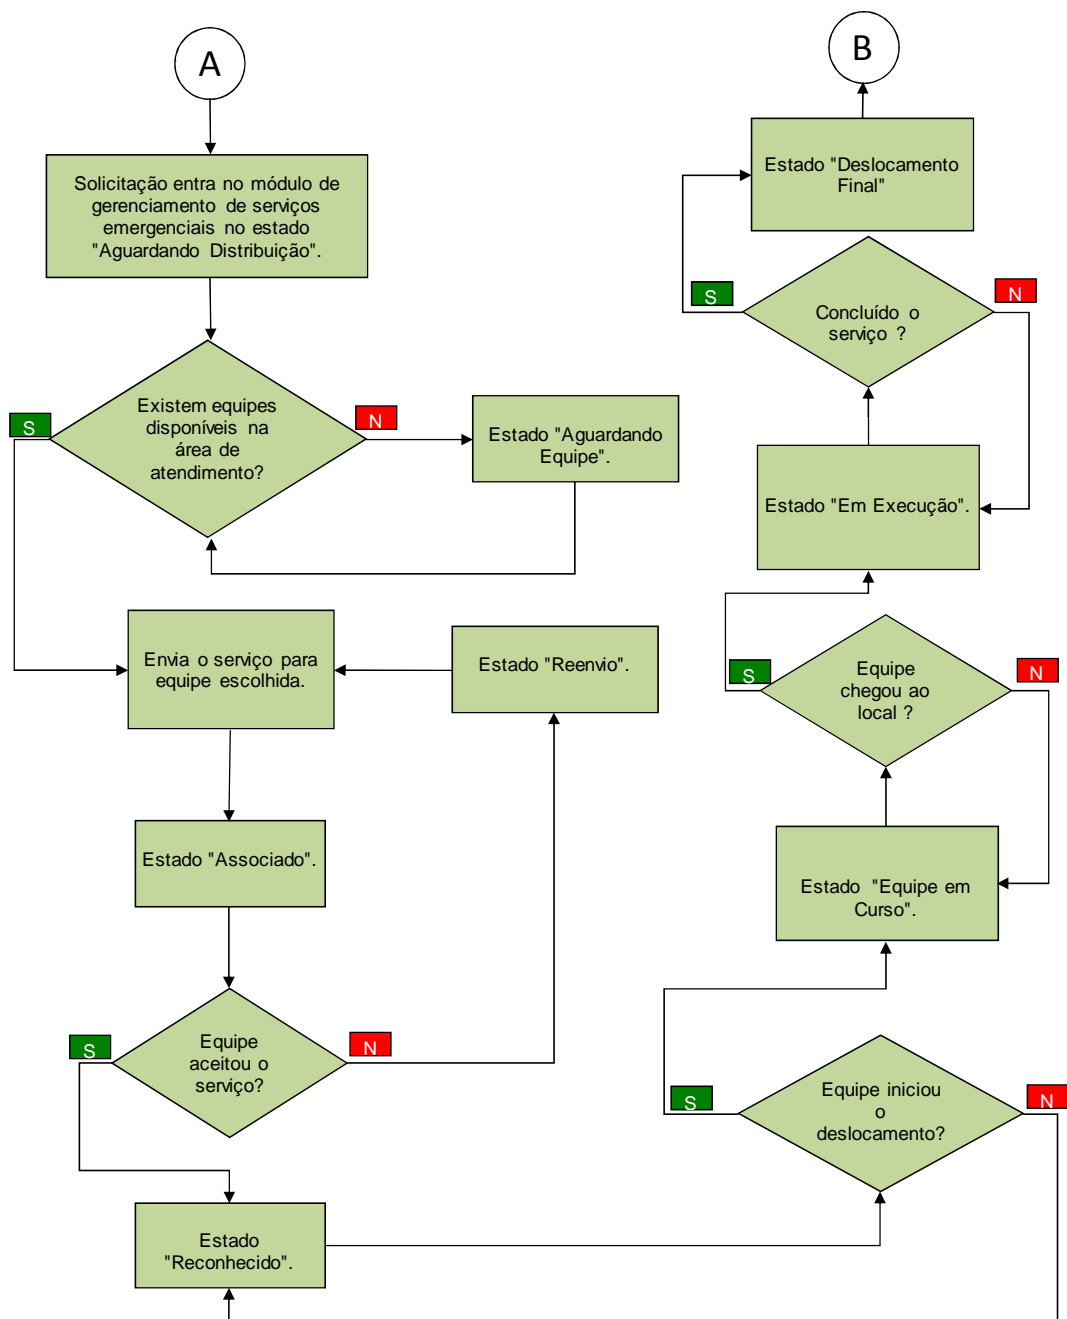 A
Solicitação entra no módulo de
gerenciamento de serviços
emergenciais no estado
"Aguardando Distribuição".
Existem equipes
disponíveis na
área de
atendimento?
S
N
Estado "Aguardando
Equipe".
Envia o serviço para
equipe escolhida.
Estado "Reenvio".
Estado "Associado".
Equipe
aceitou o
serviço?
S
N
Estado
"Reconhecido".
B
Estado "Deslocamento
Final"
S
N
Concluído o
serviço ?
Estado "Em Execução".
S
N
Equipe
chegou ao
local ?
Estado "Equipe em
Curso".
S
N
Equipe iniciou
o
deslocamento?